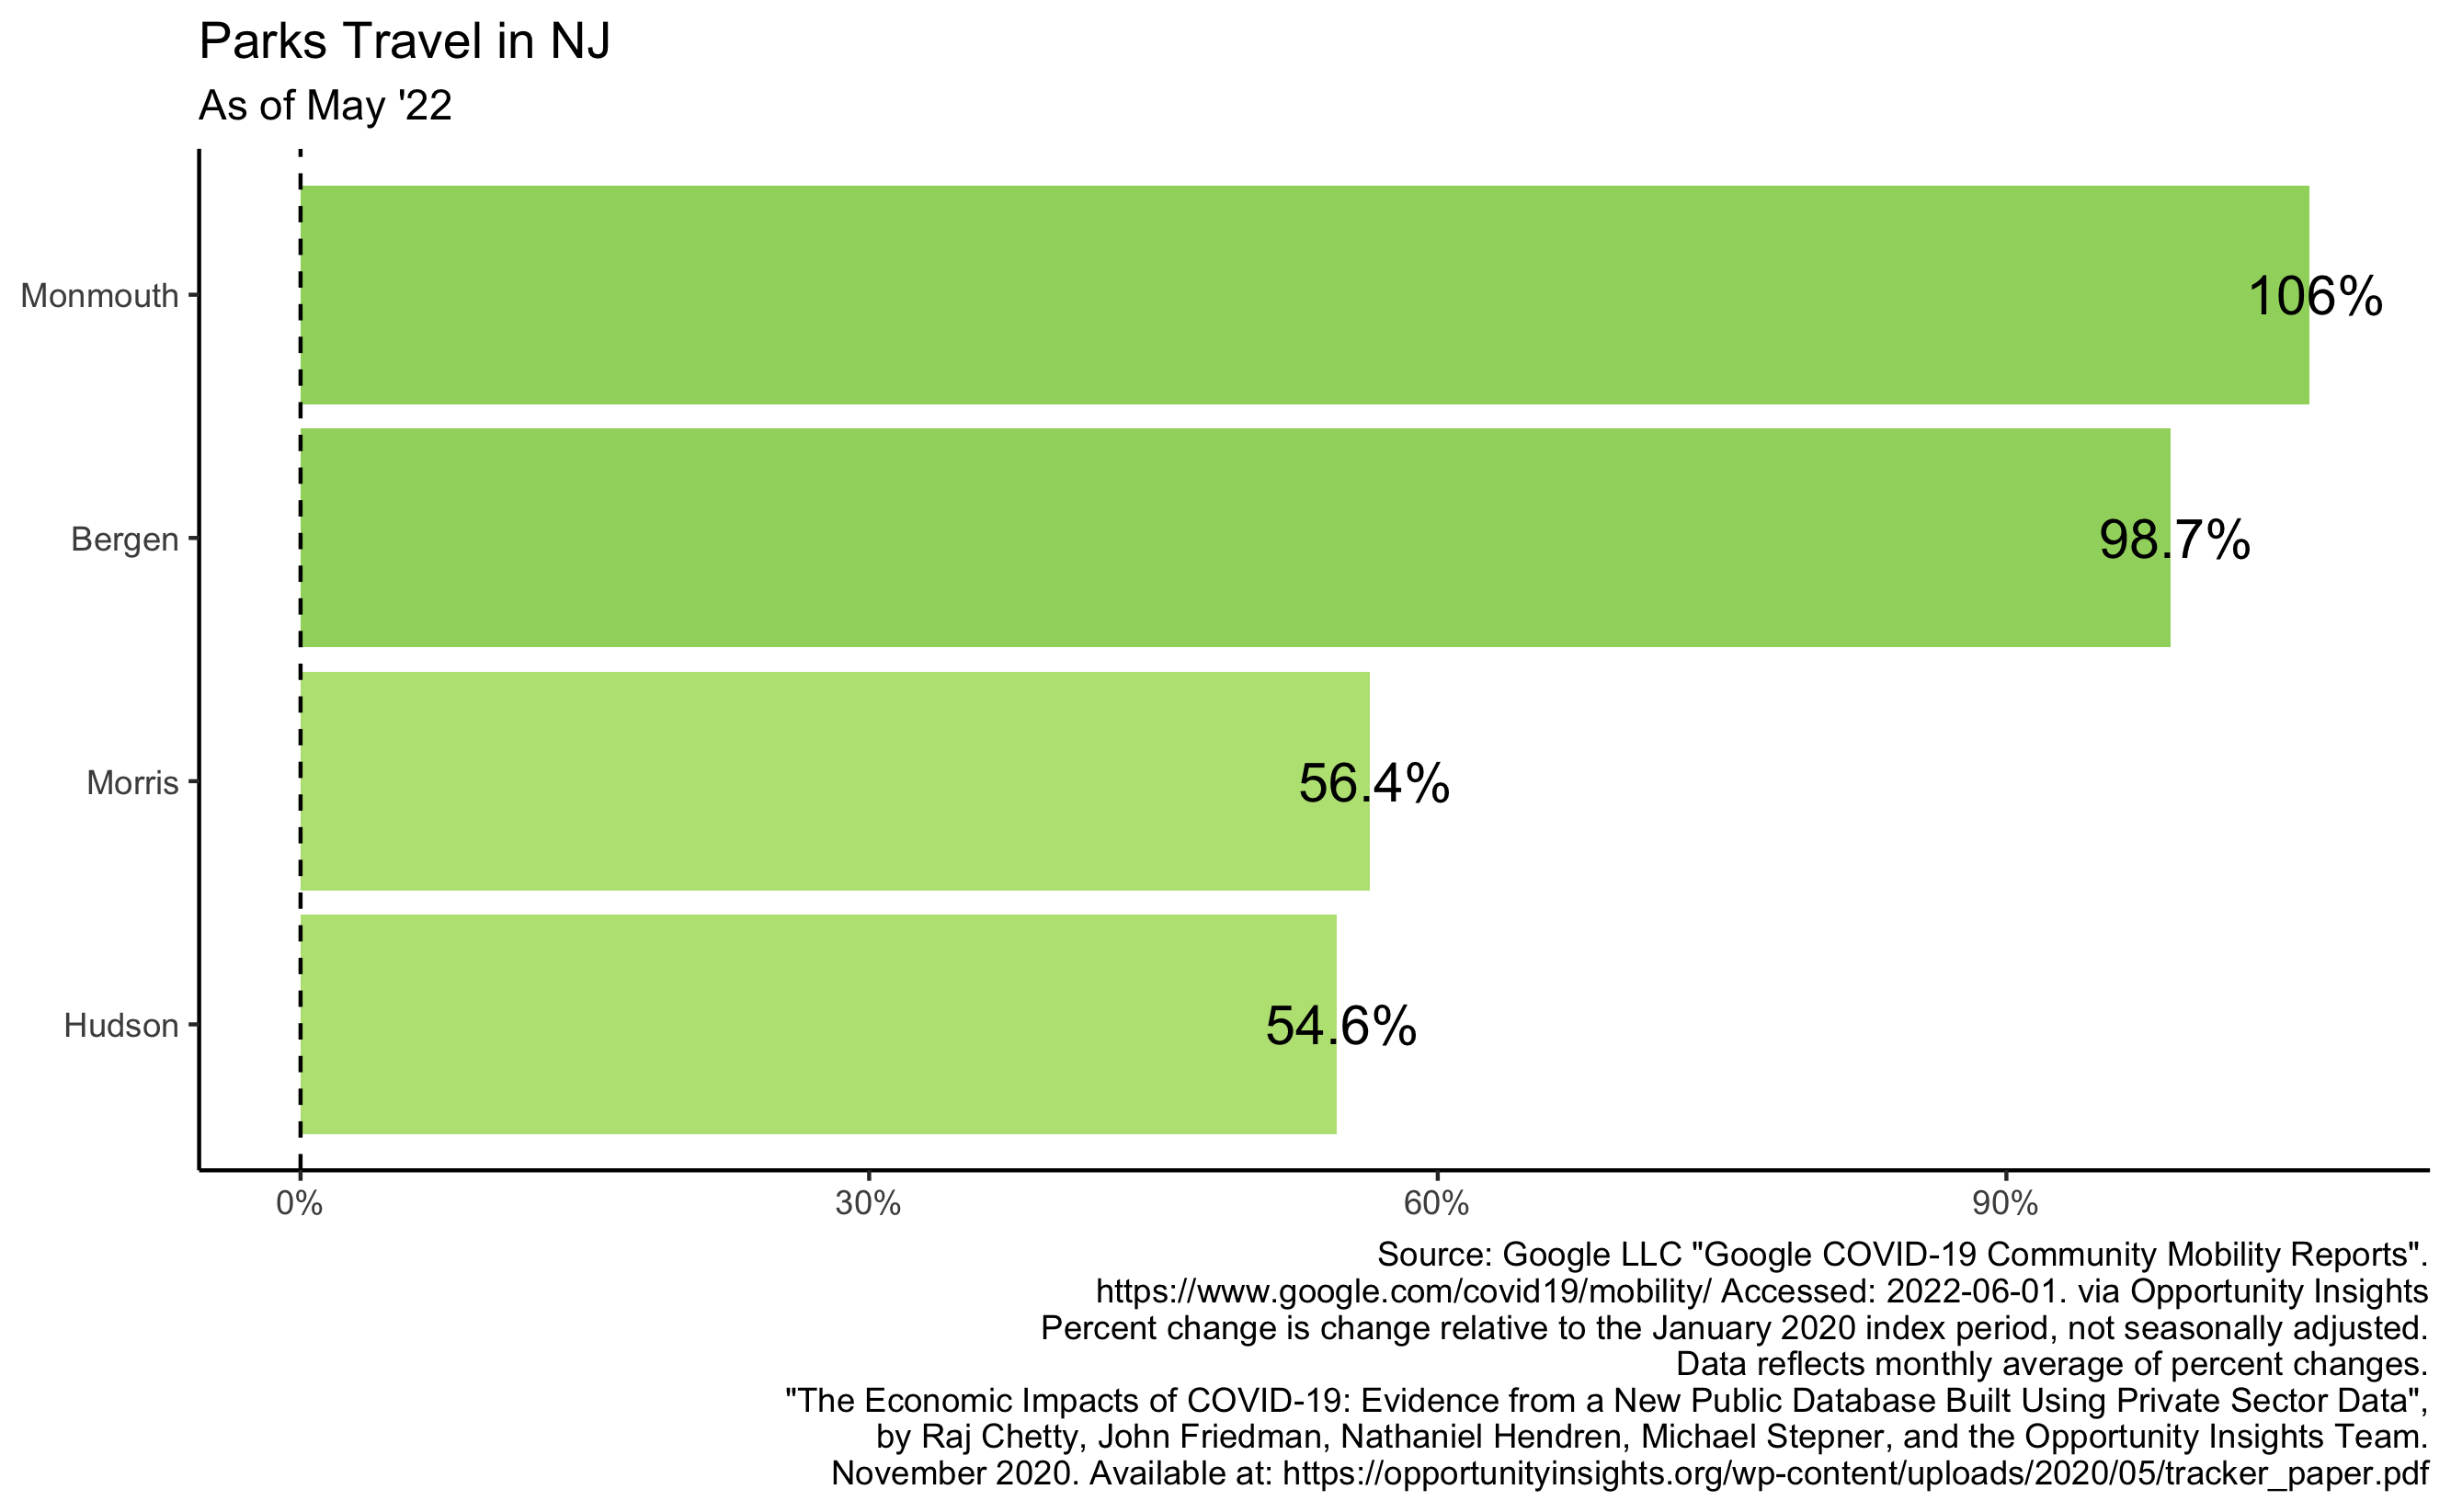 Parks Travel in NJ
As of May '22
Monmouth
106%
Bergen
98.7%
Morris
56.4%
Hudson
54.6%
0% 30% 60% 90%
Source: Google LLC "Google COVID-19 Community Mobility Reports".
https://www.google.com/covid19/mobility/ Accessed: 2022-06-01. via Opportunity Insights
Percent change is change relative to the January 2020 index period, not seasonally adjusted.
Data reflects monthly average of percent changes.
"The Economic Impacts of COVID-19: Evidence from a New Public Database Built Using Private Sector Data",
by Raj Chetty, John Friedman, Nathaniel Hendren, Michael Stepner, and the Opportunity Insights Team.
November 2020. Available at: https://opportunityinsights.org/wp-content/uploads/2020/05/tracker_paper.pdf